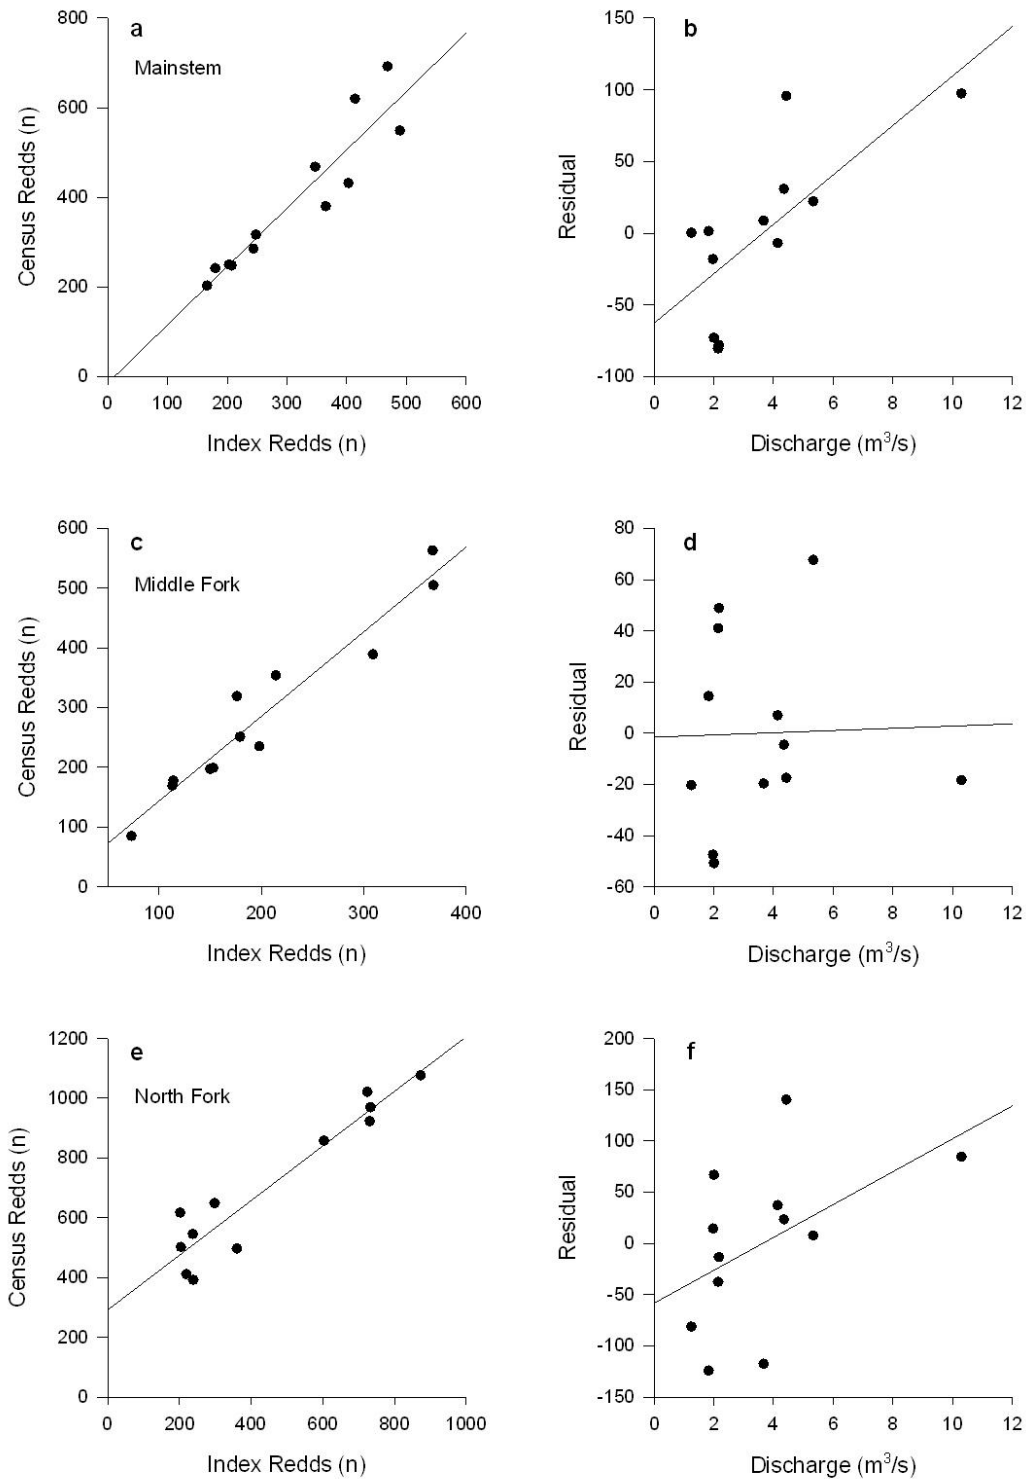 a
Mainstem
800
600
400
200
0
Census Redds (n)
0 100 200 300 400 500 600
Index Redds (n)
b
150
100
50
0
-50
-100
Residual
0 2 4 6 8 10 12
Discharge (m³/s)
c
Middle Fork
600
500
400
300
200
100
0
Census Redds (n)
100 200 300 400
Index Redds (n)
d
80
60
40
20
0
-20
-40
-60
Residual
0 2 4 6 8 10 12
Discharge (m³/s)
e
North Fork
1200
1000
800
600
400
200
0
Census Redds (n)
0 200 400 600 800 1000
Index Redds (n)
f
200
150
100
50
0
-50
-100
-150
Residual
0 2 4 6 8 10 12
Discharge (m³/s)